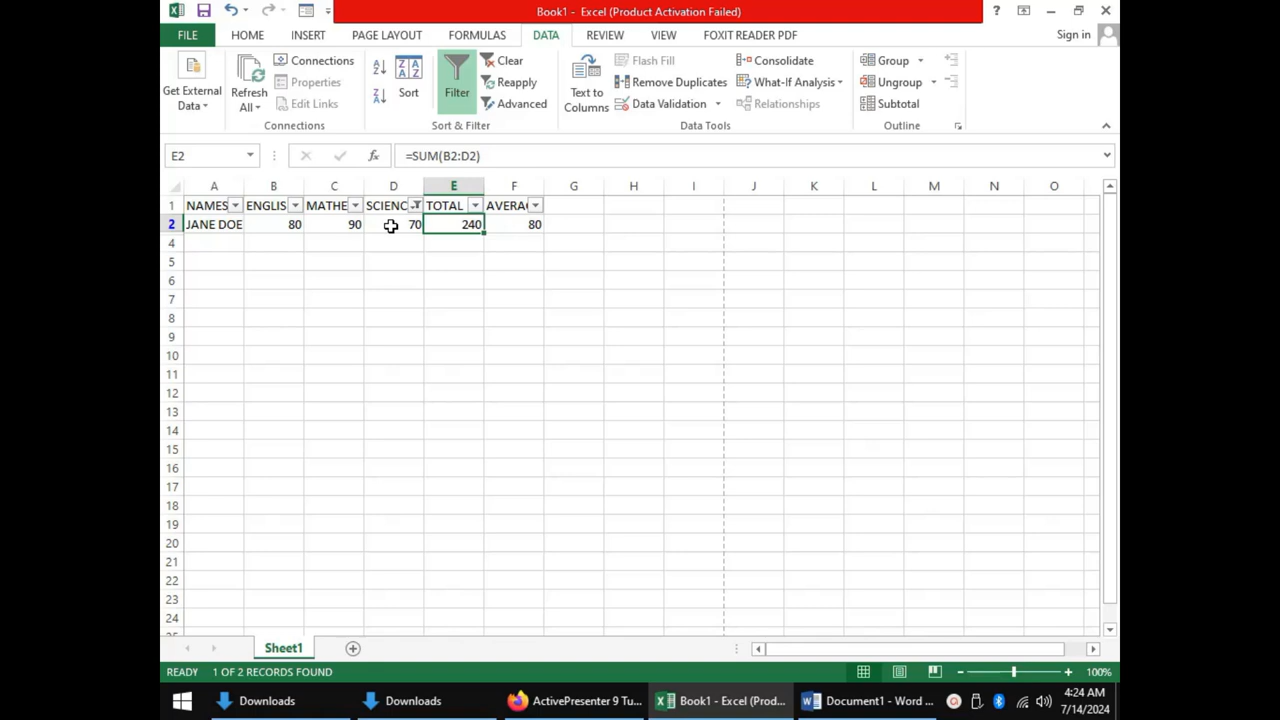 Book1 - Excel (Product Activation Failed)
FILE HOME INSERT PAGE LAYOUT FORMULAS DATA REVIEW VIEW FOXIT READER PDF Sign in
Get External Data
Refresh All
Connections
Properties
Edit Links
Connections
Sort
Filter
Clear
Reapply
Advanced
Sort & Filter
Text to Columns
Flash Fill
Remove Duplicates
Data Validation
Consolidate
What-If Analysis
Relationships
Data Tools
Group
Ungroup
Subtotal
Outline
E2 fx =SUM(B2:D2)
A B C D E F G H I J K L M N O
1 NAMES ENGLIS MATHE SCIENC TOTAL AVERA
2 JANE DOE 80 90 70 240 80
4
5
6
7
8
9
10
11
12
13
14
15
16
17
18
19
20
21
22
23
24
25
Sheet1
READY 1 OF 2 RECORDS FOUND 100%
Downloads Downloads ActivePresenter 9 Tu... Book1 - Excel (Prod... Document1 - Word ... 4:24 AM
7/14/2024